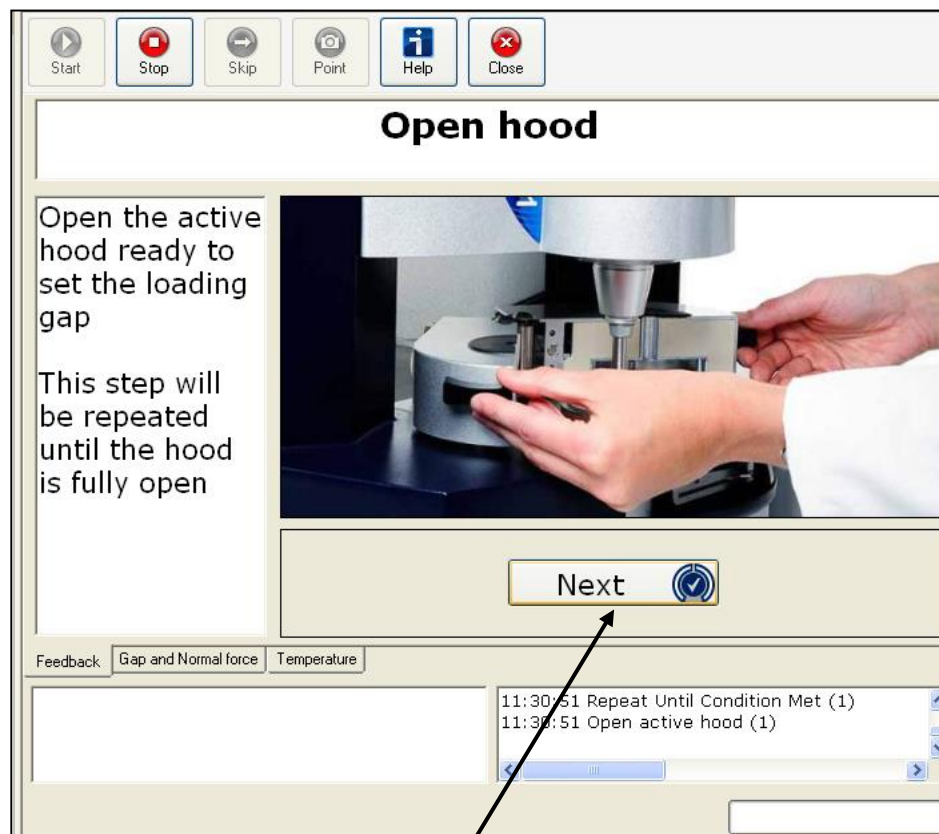 Start Stop Skip Point Help Close
Open hood
Open the active
hood ready to
set the loading
gap
This step will
be repeated
until the hood
is fully open
Next
Feedback Gap and Normal force Temperature
11:30:51 Repeat Until Condition Met (1)
11:30:51 Open active hood (1)